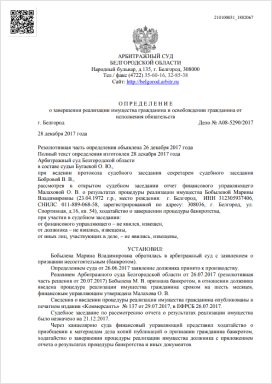 210188031_1002067
АРБИТРАЖНЫЙ СУД
БЕЛГОРОДСКОЙ ОБЛАСТИ
Народный бульвар, д.135, г. Белгород, 308000
Тел./ факс (4722) 35-60-16, 32-85-38
Сайт: http://belgorod.arbitr.ru
ОПРЕДЕЛЕНИЕ
о завершении реализации имущества гражданина и освобождении гражданина от
исполнения обязательств
г. Белгород Дело № А08-5290/2017
28 декабря 2017 года
Резолютивная часть определения объявлена 26 декабря 2017 года
Полный текст определения изготовлен 28 декабря 2017 года
Арбитражный суд Белгородской области
в составе судьи Бугаевой О. Ю.,
при ведении протокола судебного заседания секретарем судебного заседания
Бобровой В. В.,
рассмотрев в открытом судебном заседании отчет финансового управляющего
Малаховой О. В. о результатах процедуры реализации имущества Бобылевой Марины
Владимировны (23.04.1972 г.р., место рождения: г. Белгород, ИНН 312305937406,
СНИЛС 011-889-068-58, зарегистрированной по адресу: 308036, г. Белгород, ул.
Спортивная, ходатайство о завершении процедуры банкротства,
при участии в судебном заседании:
от финансового управляющего – не явился, извещен,
от должника – не явился, извещен,
от иных лиц, участвующих в деле, – не явились, извещены,
УСТАНОВИЛ
Бобылева Марина Владимировна обратилась в арбитражный суд с заявлением о
признании несостоятельным (банкротом).
Определением суда от 26.06.2017 заявление должника принято к производству.
Решением Арбитражного суда Белгородской области от 26.07.2017 (резолютивная
часть решения от 20.07.2017) Бобылева М. В. признана банкротом, в отношении должника
введена процедура реализации имущества гражданина сроком на шесть месяцев,
финансовым управляющим утверждена Малахова О. В.
Сведения о введении процедуры реализации имущества гражданина опубликованы в
печатном издании «Коммерсантъ» № 137 от 29.07.2017, в ЕФРСБ 26.07.2017.
Судебное заседание по рассмотрению отчета о результатах реализации имущества
было назначено на 21.12.2017.
Через канцелярию суда финансовый управляющий представил ходатайство о
приобщении к материалам дела копий публикаций о признании гражданина банкротом,
ходатайство о завершении процедуры реализации имущества должника с приложением
отчета о результатах процедуры банкротства и иных документов.